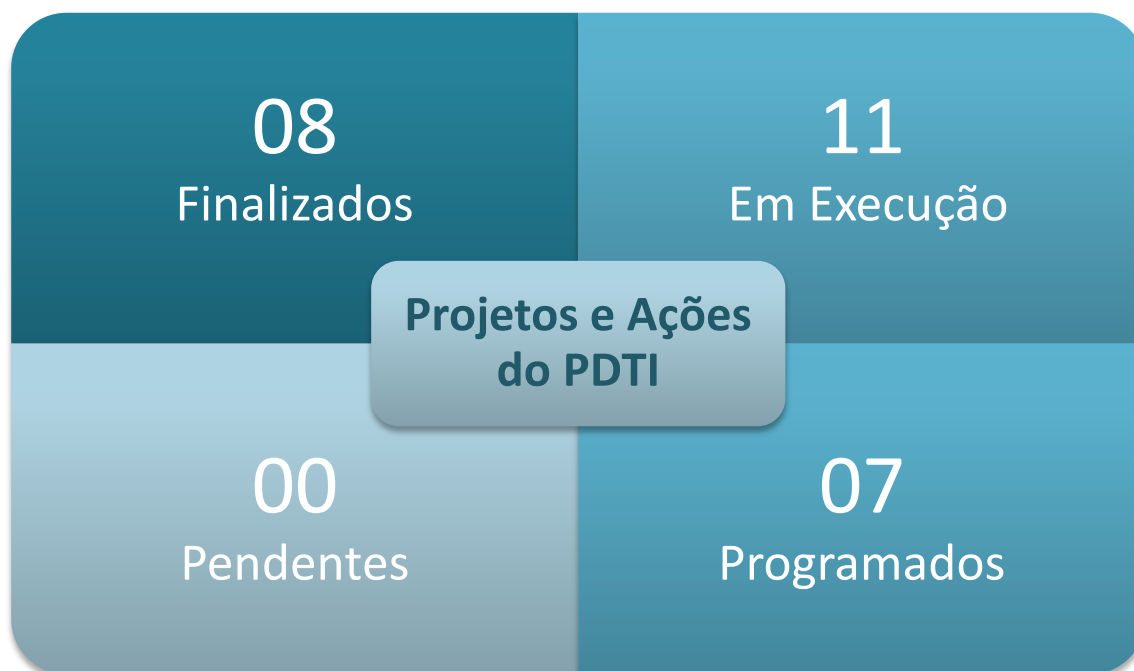 08
Finalizados
11
Em Execução
Projetos e Ações
do PDTI
00
Pendentes
07
Programados